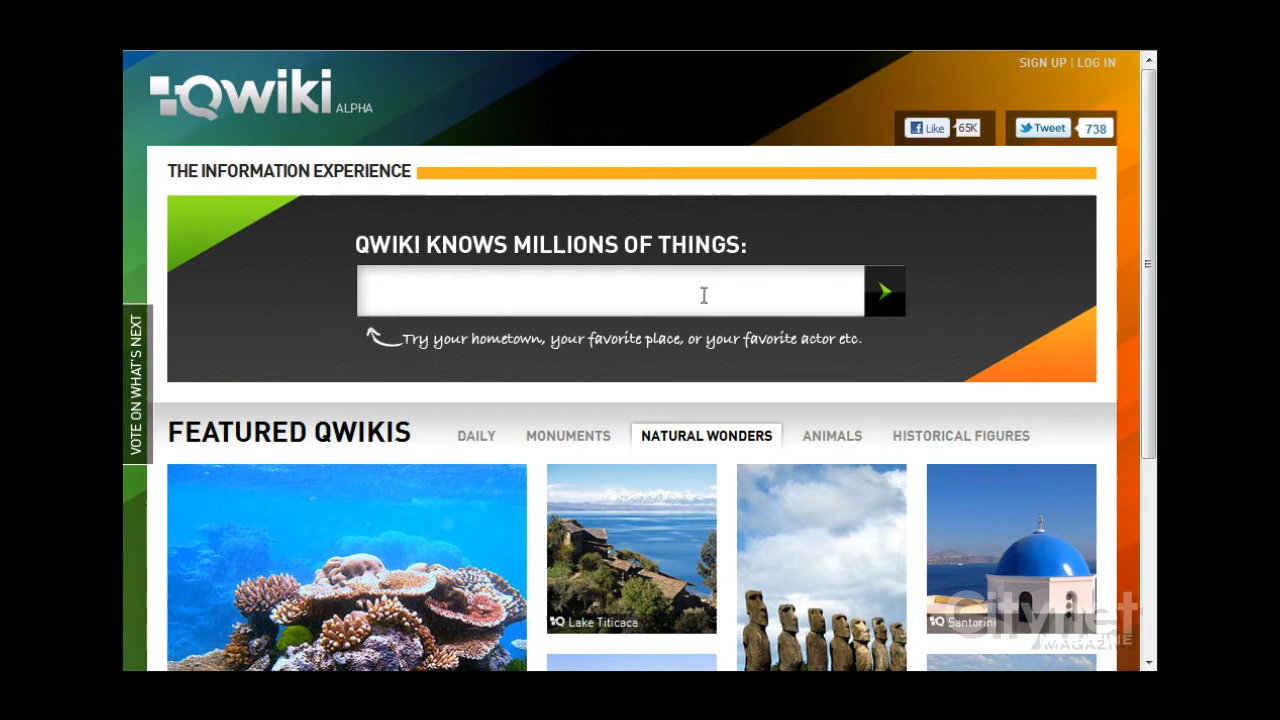 SIGN UP | LOG IN
Qwiki ALPHA
Like 65K
Tweet 738
THE INFORMATION EXPERIENCE
QWIKI KNOWS MILLIONS OF THINGS:
Try your hometown, your favorite place, or your favorite actor etc.
VOTE ON WHAT'S NEXT
FEATURED QWIKIS
DAILY
MONUMENTS
NATURAL WONDERS
ANIMALS
HISTORICAL FIGURES
Q Lake Titicaca
Q Santorini
Citynet
MAGAZINE